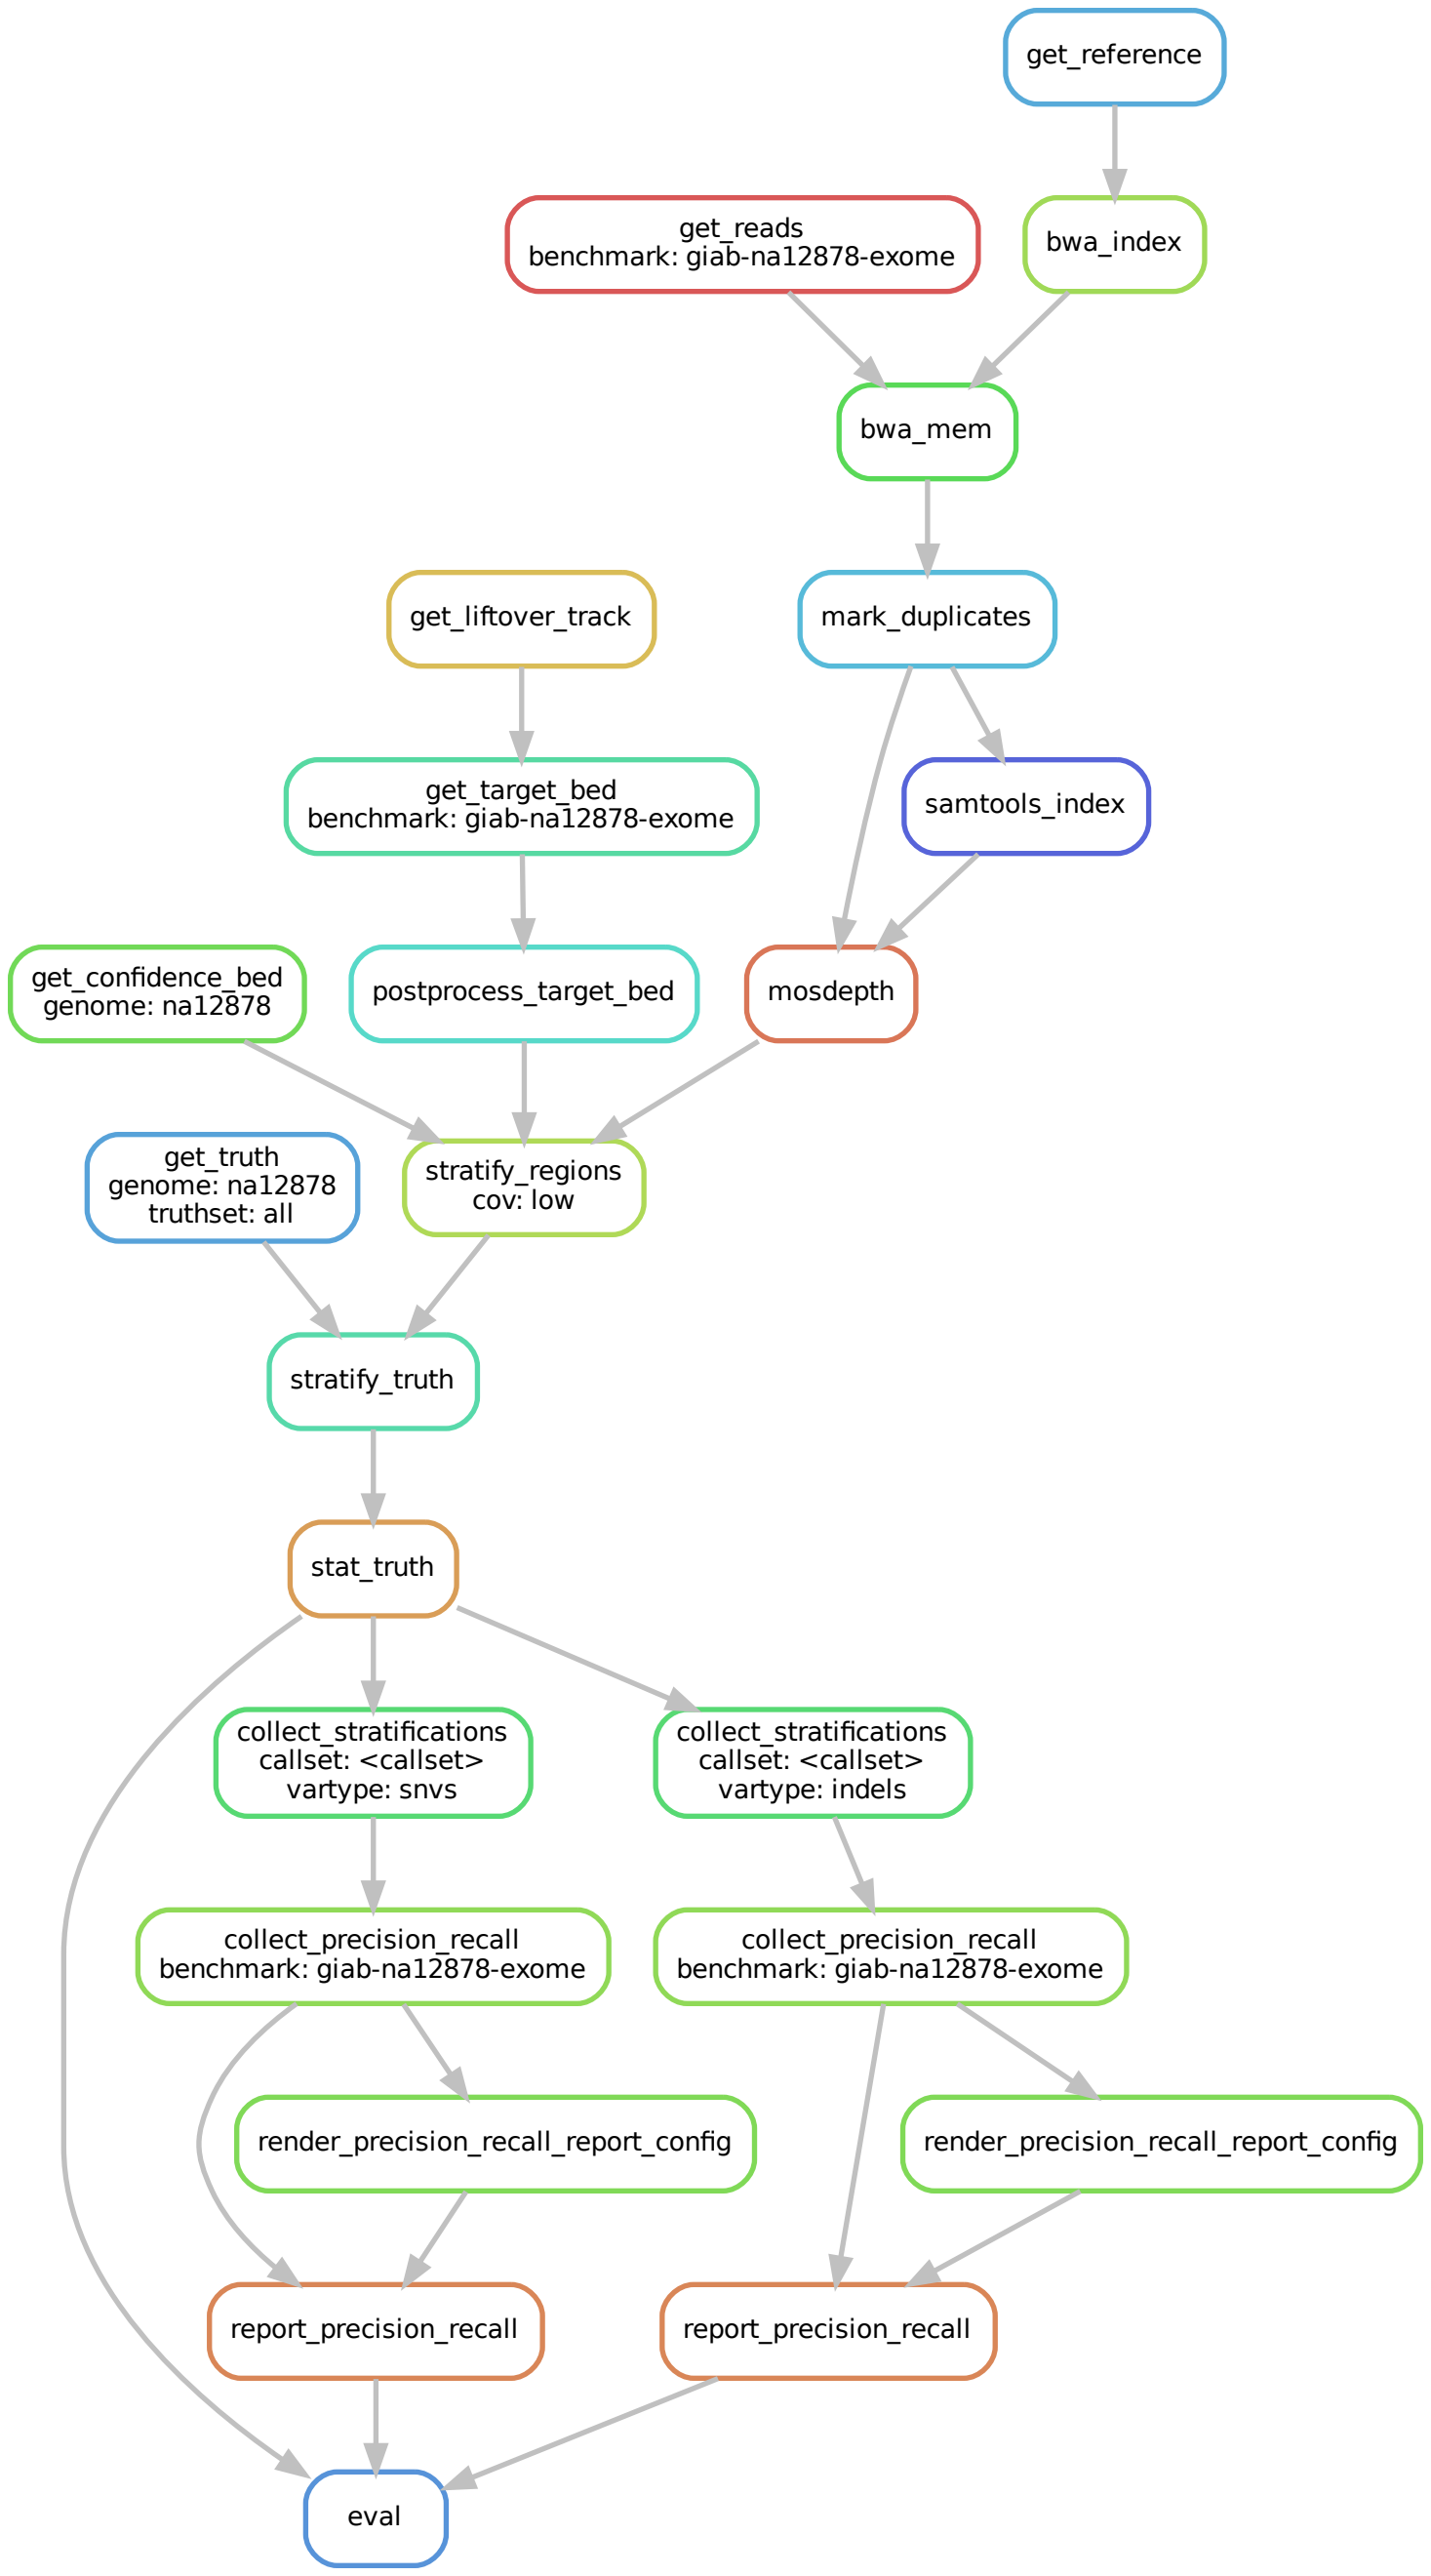 get_reference
get_reads
benchmark: giab-na12878-exome
bwa_index
bwa_mem
get_liftover_track
mark_duplicates
get_target_bed
benchmark: giab-na12878-exome
samtools_index
get_confidence_bed
genome: na12878
postprocess_target_bed
mosdepth
get_truth
genome: na12878
truthset: all
stratify_regions
cov: low
stratify_truth
stat_truth
collect_stratifications
callset: <callset>
vartype: snvs
collect_stratifications
callset: <callset>
vartype: indels
collect_precision_recall
benchmark: giab-na12878-exome
collect_precision_recall
benchmark: giab-na12878-exome
render_precision_recall_report_config
render_precision_recall_report_config
report_precision_recall
report_precision_recall
eval